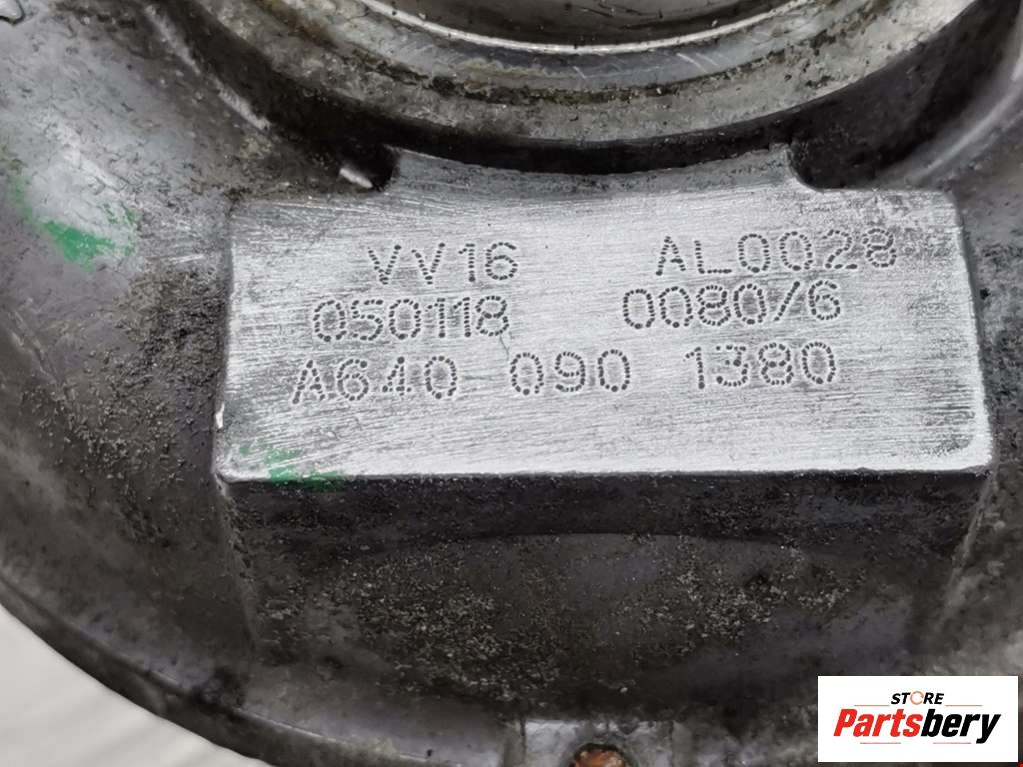 VV16 AL0028
050118 0080/6
A640 090 1380
STORE
Partsbery